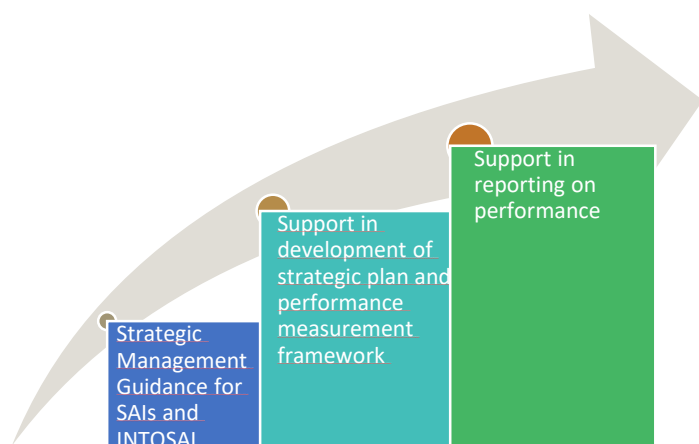 Strategic
Management
Guidance for
SAIs and
INTOSAI
Support in
development of
strategic plan and
performance
measurement
framework
Support in
reporting on
performance